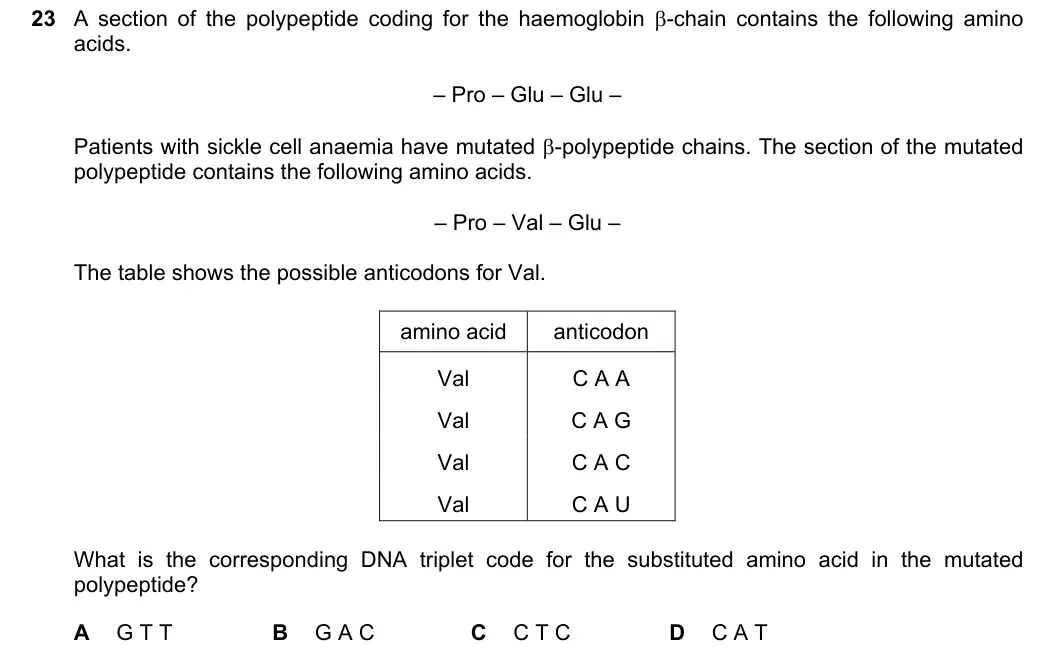 23 A section of the polypeptide coding for the haemoglobin β-chain contains the following amino
acids.
– Pro – Glu – Glu –
Patients with sickle cell anaemia have mutated β-polypeptide chains. The section of the mutated
polypeptide contains the following amino acids.
– Pro – Val – Glu –
The table shows the possible anticodons for Val.
amino acid anticodon
Val C A A
Val C A G
Val C A C
Val C A U
What is the corresponding DNA triplet code for the substituted amino acid in the mutated
polypeptide?
A G T T B G A C C C T C D C A T